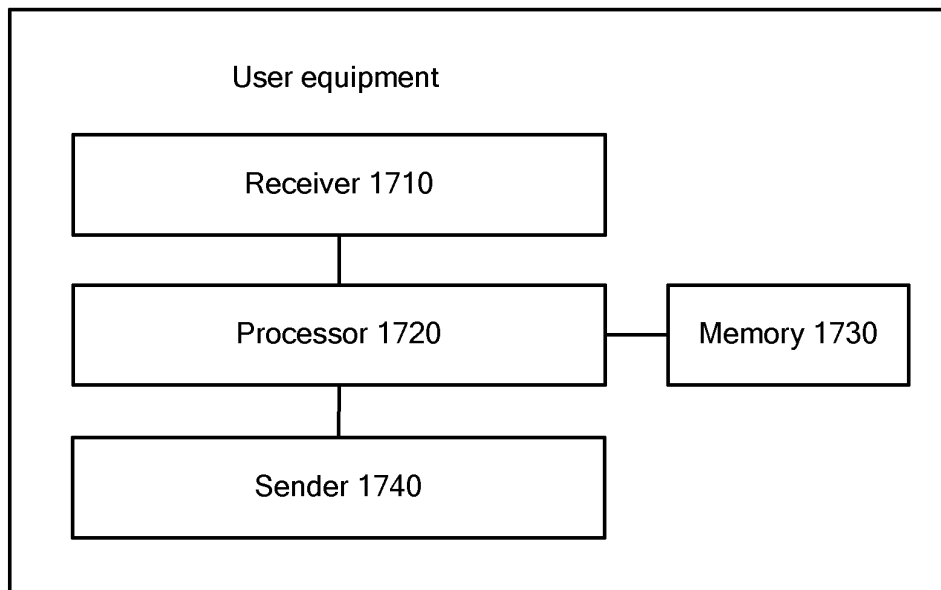 User equipment
Receiver 1710
Processor 1720
Memory 1730
Sender 1740